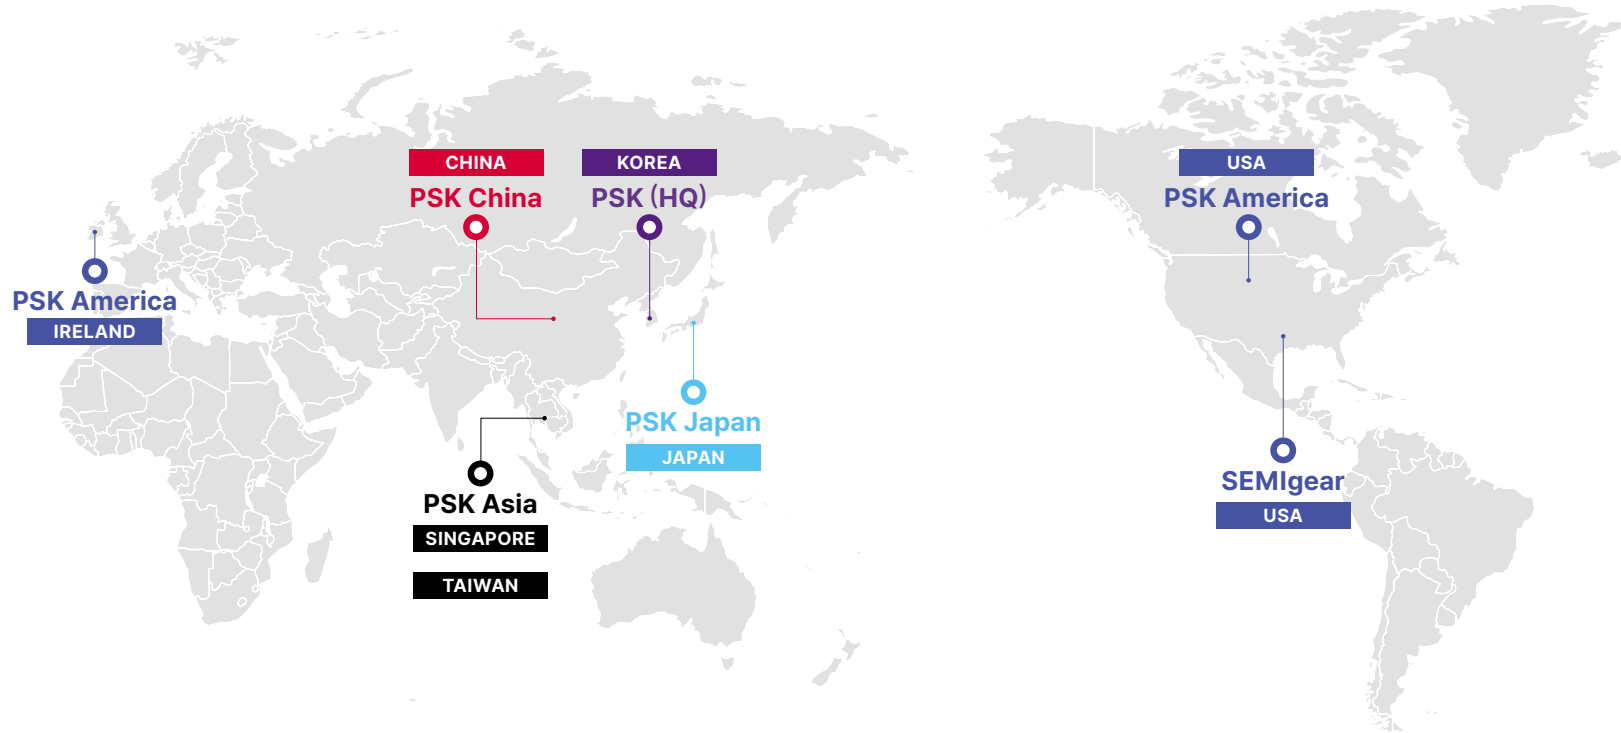 CHINA
PSK China
KOREA
PSK (HQ)
USA
PSK America
PSK America
IRELAND
PSK Japan
JAPAN
PSK Asia
SINGAPORE
TAIWAN
SEMIgear
USA